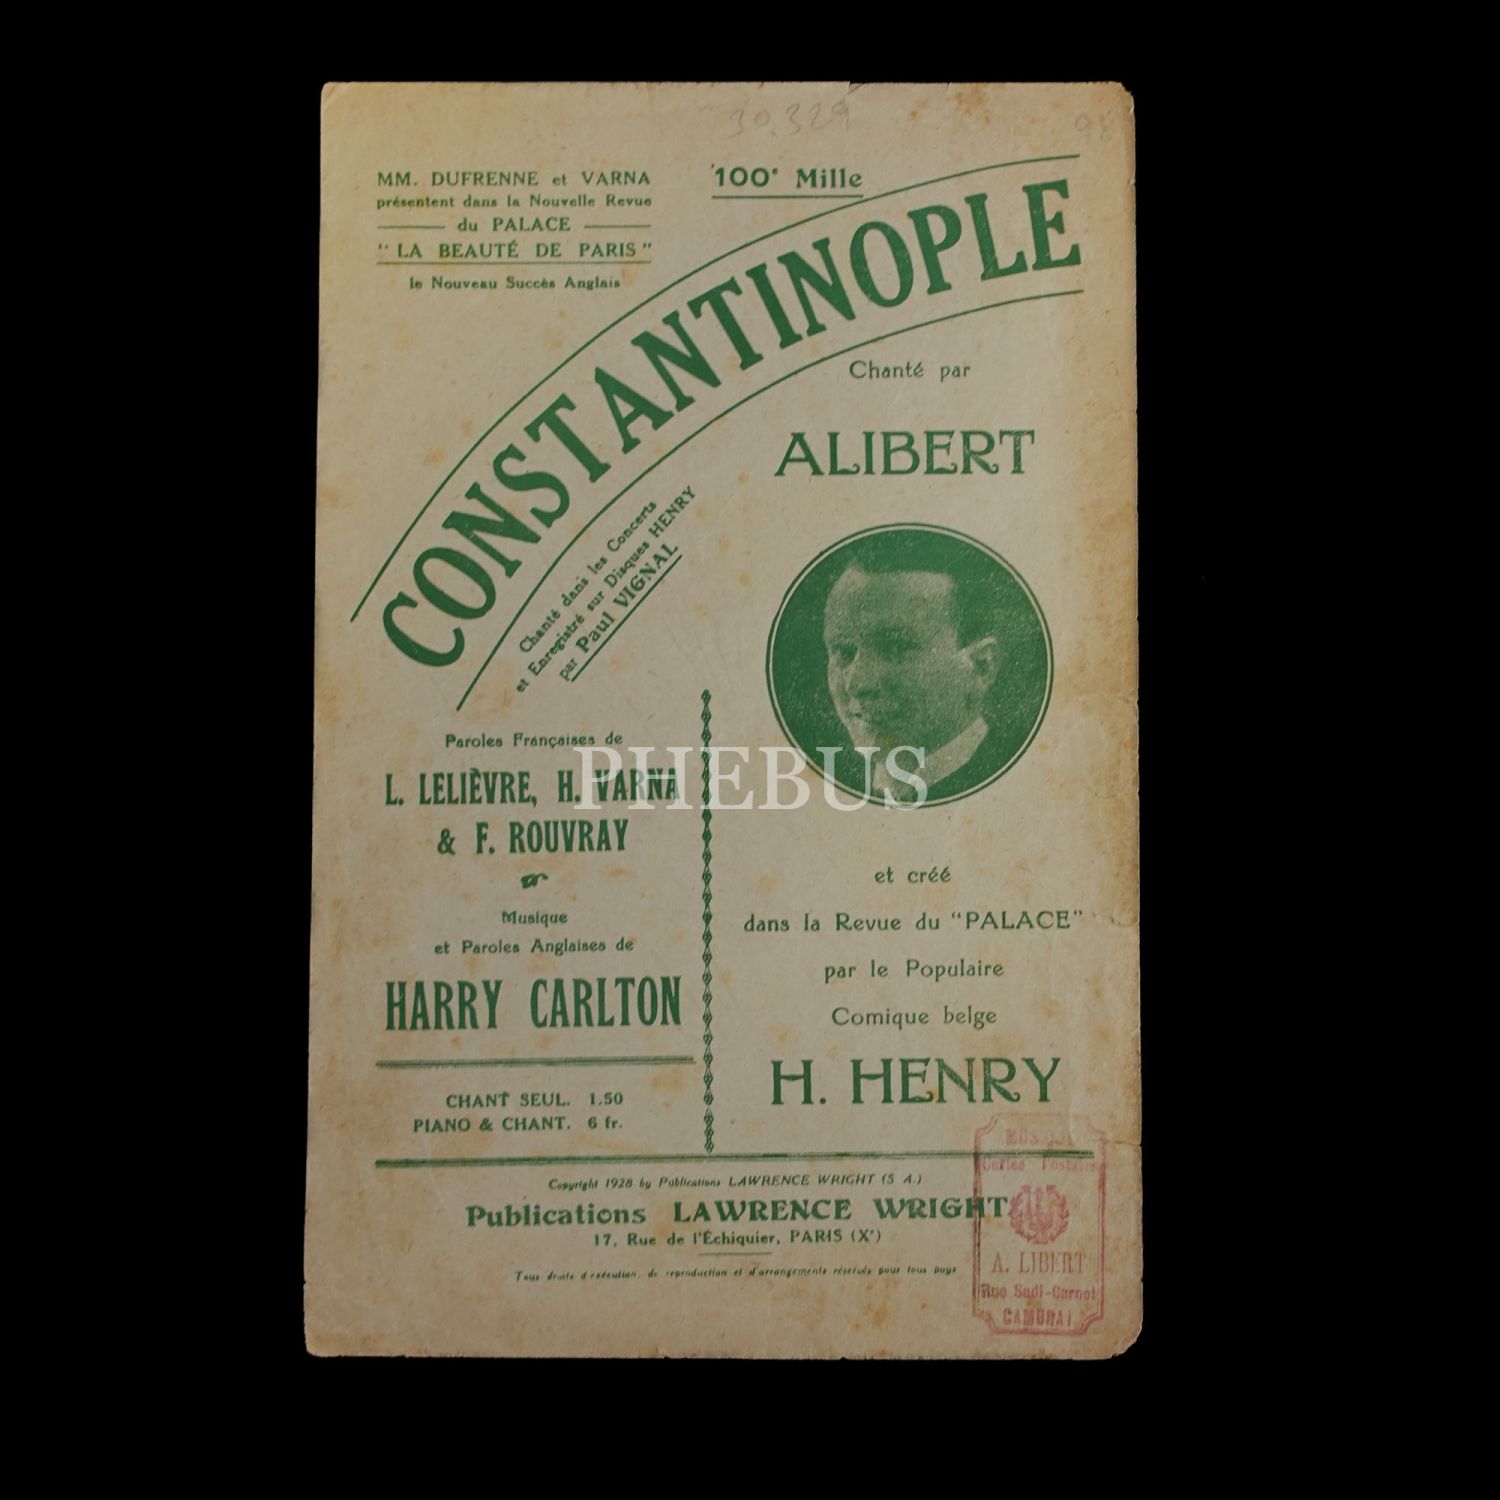 30.329
98
MM. DUFRENNE et VARNA
présentent dans la Nouvelle Revue
du PALACE
"LA BEAUTÉ DE PARIS"
le Nouveau Succès Anglais
100e Mille
CONSTANTINOPLE
Chanté par
ALIBERT
Chanté dans les Concerts
et Enregistré sur Disques HENRY
par Paul VIGNAL
Paroles Françaises de
L. LELIÈVRE, H. VARNA
& F. ROUVRAY
Musique
et Paroles Anglaises de
HARRY CARLTON
CHANT SEUL. 1.50
PIANO & CHANT. 6 fr.
et créé
dans la Revue du "PALACE"
par le Populaire
Comique belge
H. HENRY
Copyright 1928 by Publications LAWRENCE WRIGHT (S A.)
Publications LAWRENCE WRIGHT
17, Rue de l'Échiquier, PARIS (Xe)
Tous droits d'exécution, de reproduction et d'arrangements réservés pour tous pays
Cartes Postales
A. LIBERT
Rue Sadi-Carnot
CAMBRAI
PHEBUS